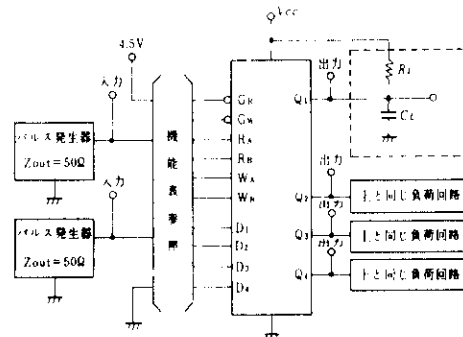 Vcc
4.5V
入力
出力
RL
CL
パルス発生器
Zout=50Ω
入力
パルス発生器
Zout=50Ω
機能表参照
GR
GW
RA
RB
WA
WB
D1
D2
D3
D4
Q1
Q2
Q3
Q4
出力
上と同じ負荷回路
出力
上と同じ負荷回路
出力
上と同じ負荷回路